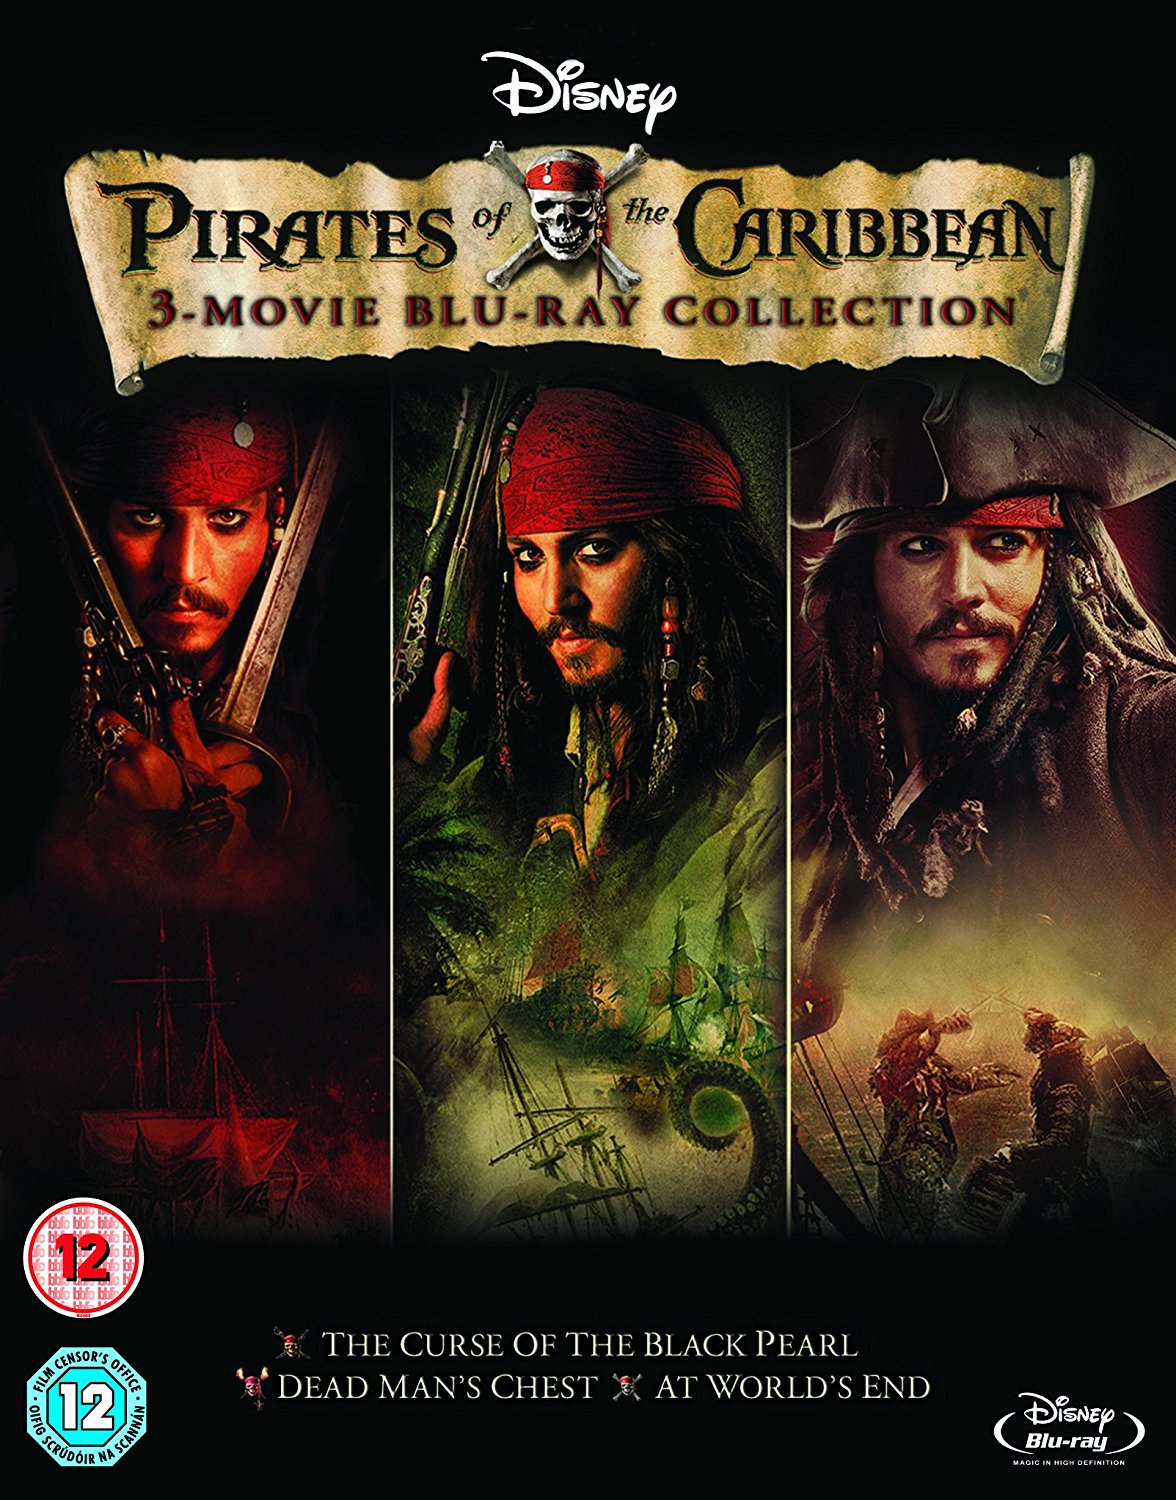 Disney
PIRATES of the CARIBBEAN
3-MOVIE BLU-RAY COLLECTION
12
THE CURSE OF THE BLACK PEARL
DEAD MAN'S CHEST AT WORLD'S END
FILM CENSOR'S OFFICE
12
OIFIG SCRÚDÓIR NA SCANNÁN
Disney
Blu-ray
MAGIC IN HIGH DEFINITION